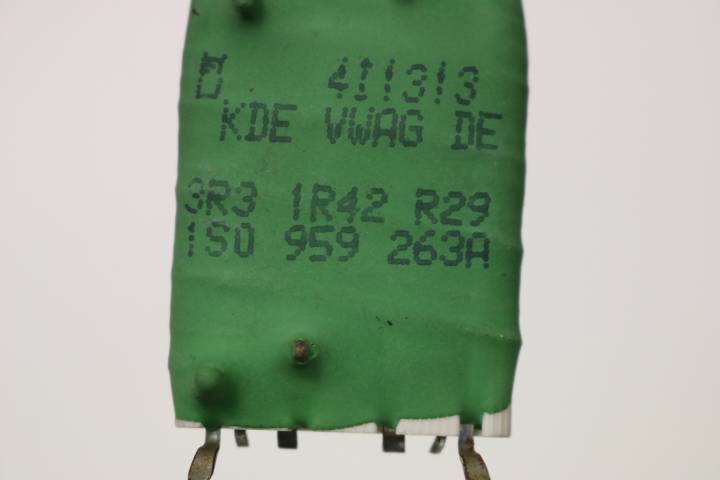 411313
KDE VWAG DE
3R3 1R42 R29
1S0 959 263A